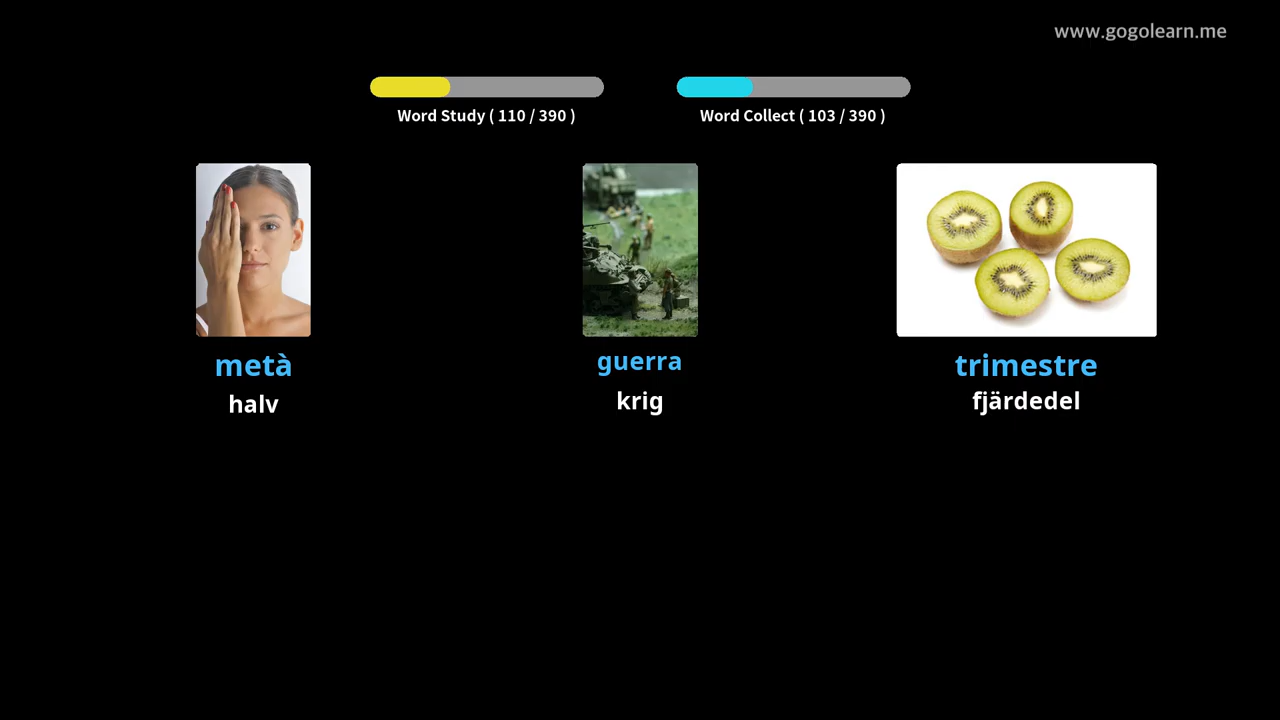 www.gogolearn.me
Word Study ( 110 / 390 )
Word Collect ( 103 / 390 )
metà
halv
guerra
krig
trimestre
fjärdedel